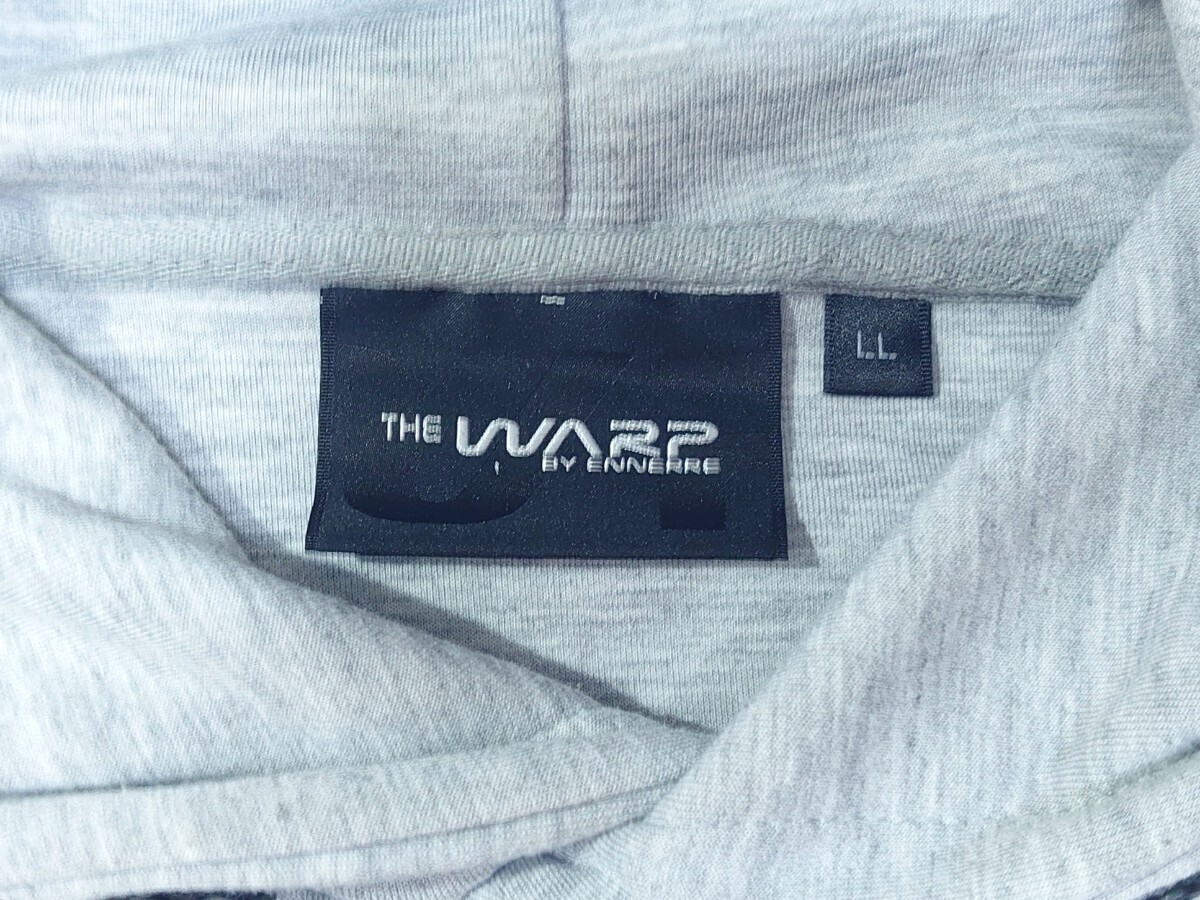 THE WARP
BY ENNERRE
LL